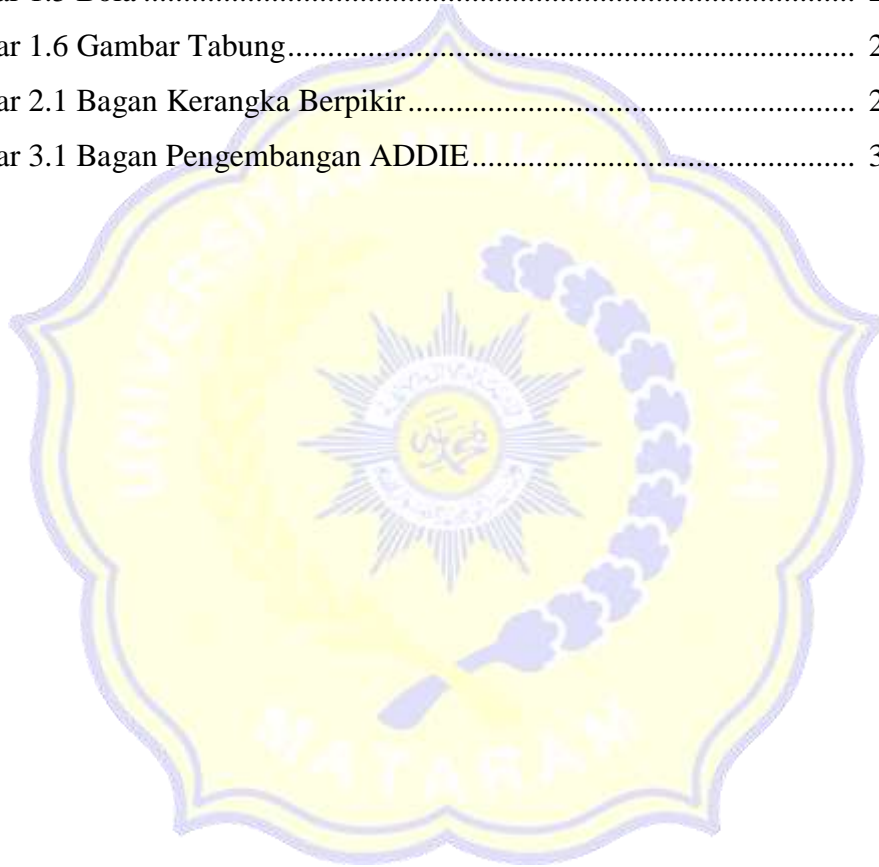 ar 1.6 Gambar Tabung........................................................................ 2
ar 2.1 Bagan Kerangka Berpikir......................................................... 2
ar 3.1 Bagan Pengembangan ADDIE................................................. 3
UNIVERSITAS MUHAMMADIYAH
MATARAM